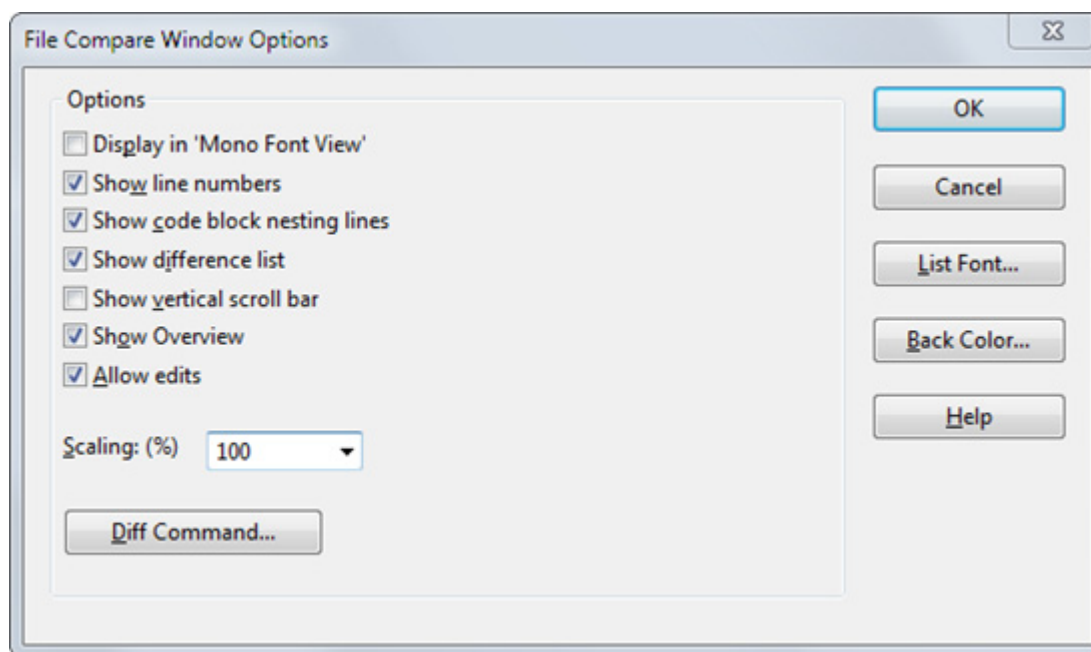 File Compare Window Options
Options
Display in 'Mono Font View'
Show line numbers
Show code block nesting lines
Show difference list
Show vertical scroll bar
Show Overview
Allow edits
Scaling: (%) 100
Diff Command...
OK
Cancel
List Font...
Back Color...
Help